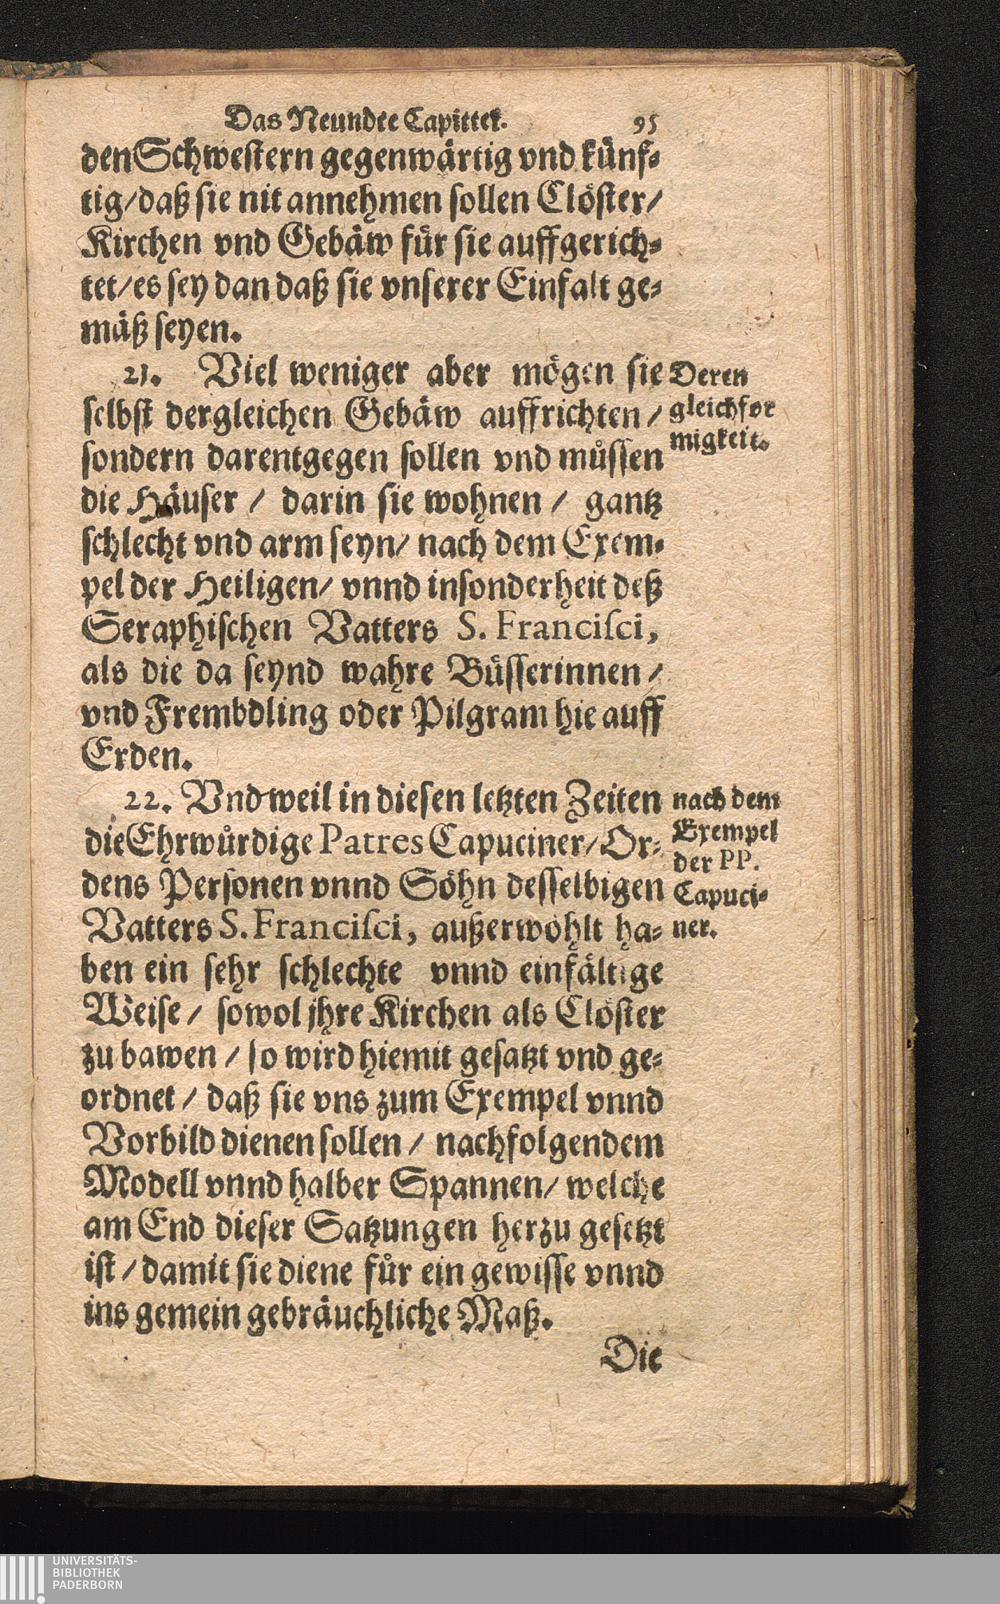 Das Neundte Capittel. 95
den Schwestern gegenwärtig vnd künf-
tig/daß sie nit annehmen sollen Clöster/
Kirchen vnd Gebäw für sie auffgerich-
tet/es sey dan daß sie vnserer Einfalt ge-
mäß seyen.
21. Viel weniger aber mögen sie
selbst dergleichen Gebäw auffrichten/
sondern darentgegen sollen vnd müssen
die Häuser / darin sie wohnen / gantz
schlecht vnd arm seyn/ nach dem Exem-
pel der Heiligen/ vnnd insonderheit deß
Seraphischen Vatters S. Francisci,
als die da seynd wahre Büsserinnen/
vnd Frembdling oder Pilgram hie auff
Erden.
Deren
gleichfor
migkeit.
22. Vnd weil in diesen letzten Zeiten
die Ehrwürdige Patres Capuciner/Or-
dens Personen vnnd Söhn desselbigen
Vatters S. Francisci, außerwöhlt ha-
ben ein sehr schlechte vnnd einfältige
Weise/ sowol jhre Kirchen als Clöster
zu bawen / so wird hiemit gesatzt vnd ge-
ordnet / daß sie vns zum Exempel vnnd
Vorbild dienen sollen / nachfolgendem
Modell vnnd halber Spannen/ welche
am End dieser Satzungen herzu gesetzt
ist / damit sie diene für ein gewisse vnnd
ins gemein gebräuchliche Maß.
nach dem
Exempel
der PP.
Capuci-
ner.
Die
UNIVERSITÄTS-
BIBLIOTHEK
PADERBORN